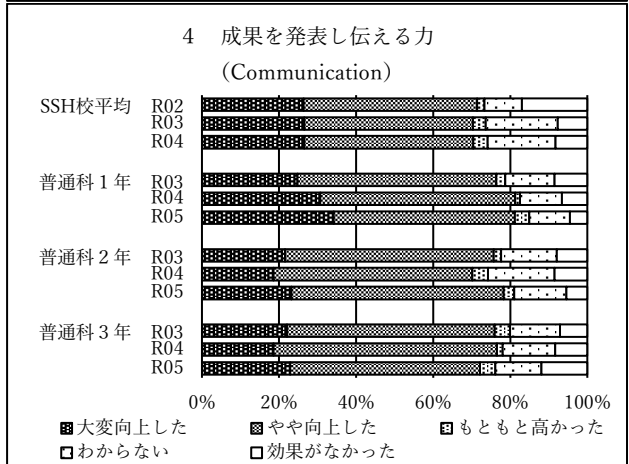 4　成果を発表し伝える力
(Communication)
SSH校平均 R02
R03
R04
普通科１年 R03
R04
R05
普通科２年 R03
R04
R05
普通科３年 R03
R04
R05
0% 20% 40% 60% 80% 100%
大変向上した やや向上した もともと高かった
わからない 効果がなかった